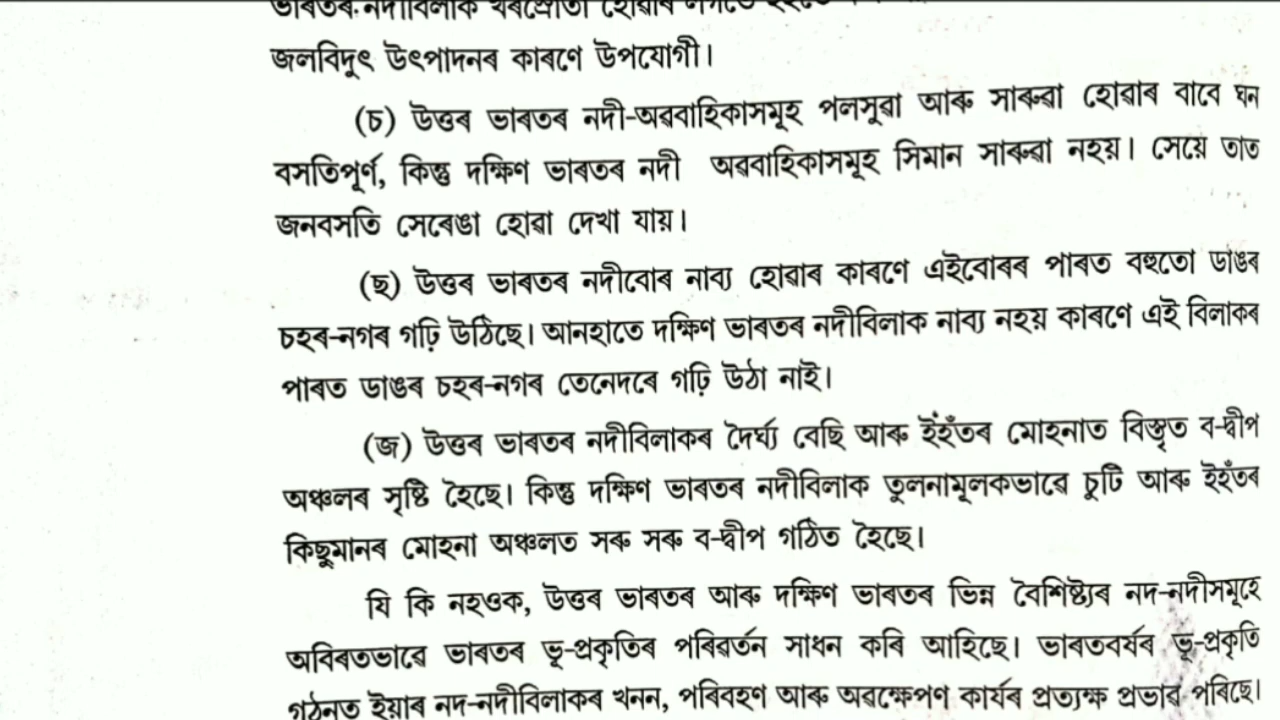 ভাৰতৰ নদীবিলাক খৰস্ৰোতা হোৱাৰ লগতে
জলবিদুৎ উৎপাদনৰ কাৰণে উপযোগী।
(চ) উত্তৰ ভাৰতৰ নদী-অৱবাহিকাসমূহ পলসুৱা আৰু সাৰুৱা হোৱাৰ বাবে ঘন
বসতিপূৰ্ণ, কিন্তু দক্ষিণ ভাৰতৰ নদী অৱবাহিকাসমূহ সিমান সাৰুৱা নহয়। সেয়ে তাত
জনবসতি সেৰেঙা হোৱা দেখা যায়।
(ছ) উত্তৰ ভাৰতৰ নদীবোৰ নাব্য হোৱাৰ কাৰণে এইবোৰৰ পাৰত বহুতো ডাঙৰ
চহৰ-নগৰ গঢ়ি উঠিছে। আনহাতে দক্ষিণ ভাৰতৰ নদীবিলাক নাব্য নহয় কাৰণে এই বিলাকৰ
পাৰত ডাঙৰ চহৰ-নগৰ তেনেদৰে গঢ়ি উঠা নাই।
(জ) উত্তৰ ভাৰতৰ নদীবিলাকৰ দৈৰ্ঘ্য বেছি আৰু ইহঁতৰ মোহনাত বিস্তৃত ব-দ্বীপ
অঞ্চলৰ সৃষ্টি হৈছে। কিন্তু দক্ষিণ ভাৰতৰ নদীবিলাক তুলনামূলকভাৱে চুটি আৰু ইহঁতৰ
কিছুমানৰ মোহনা অঞ্চলত সৰু সৰু ব-দ্বীপ গঠিত হৈছে।
যি কি নহওক, উত্তৰ ভাৰতৰ আৰু দক্ষিণ ভাৰতৰ ভিন্ন বৈশিষ্ট্যৰ নদ-নদীসমূহে
অবিৰতভাৱে ভাৰতৰ ভূ-প্ৰকৃতিৰ পৰিৱৰ্তন সাধন কৰি আহিছে। ভাৰতবৰ্ষৰ ভূ-প্ৰকৃতি
গঠনত ইয়াৰ নদ-নদীবিলাকৰ খনন, পৰিবহণ আৰু অৱক্ষেপণ কাৰ্যৰ প্ৰত্যক্ষ প্ৰভাৱ পৰিছে।